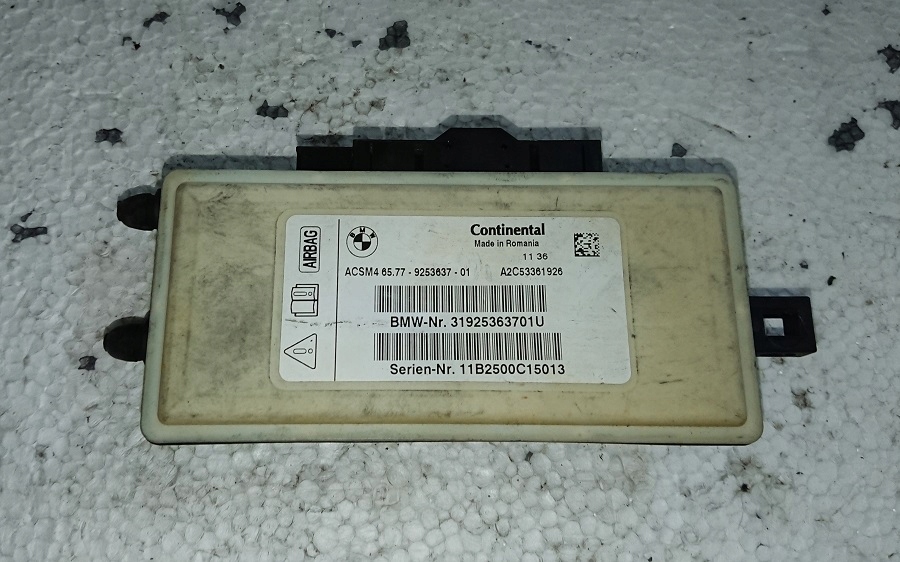 AIRBAG
BMW
Continental
Made in Romania
11 36
ACSM4 65.77 - 9253637 - 01 A2C53361926
BMW-Nr. 31925363701U
Serien-Nr. 11B2500C15013